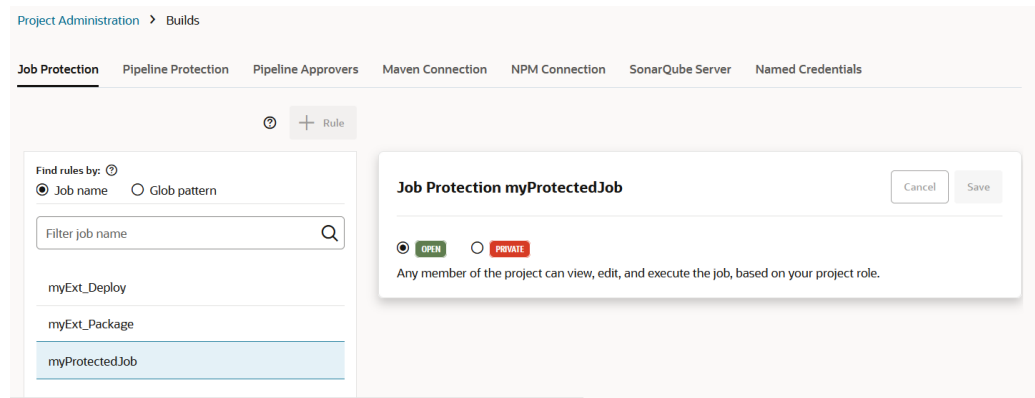 Project Administration > Builds
Job Protection Pipeline Protection Pipeline Approvers Maven Connection NPM Connection SonarQube Server Named Credentials
? + Rule
Find rules by: ?
Job name Glob pattern
Filter job name
myExt_Deploy
myExt_Package
myProtectedJob
Job Protection myProtectedJob Cancel Save
OPEN PRIVATE
Any member of the project can view, edit, and execute the job, based on your project role.